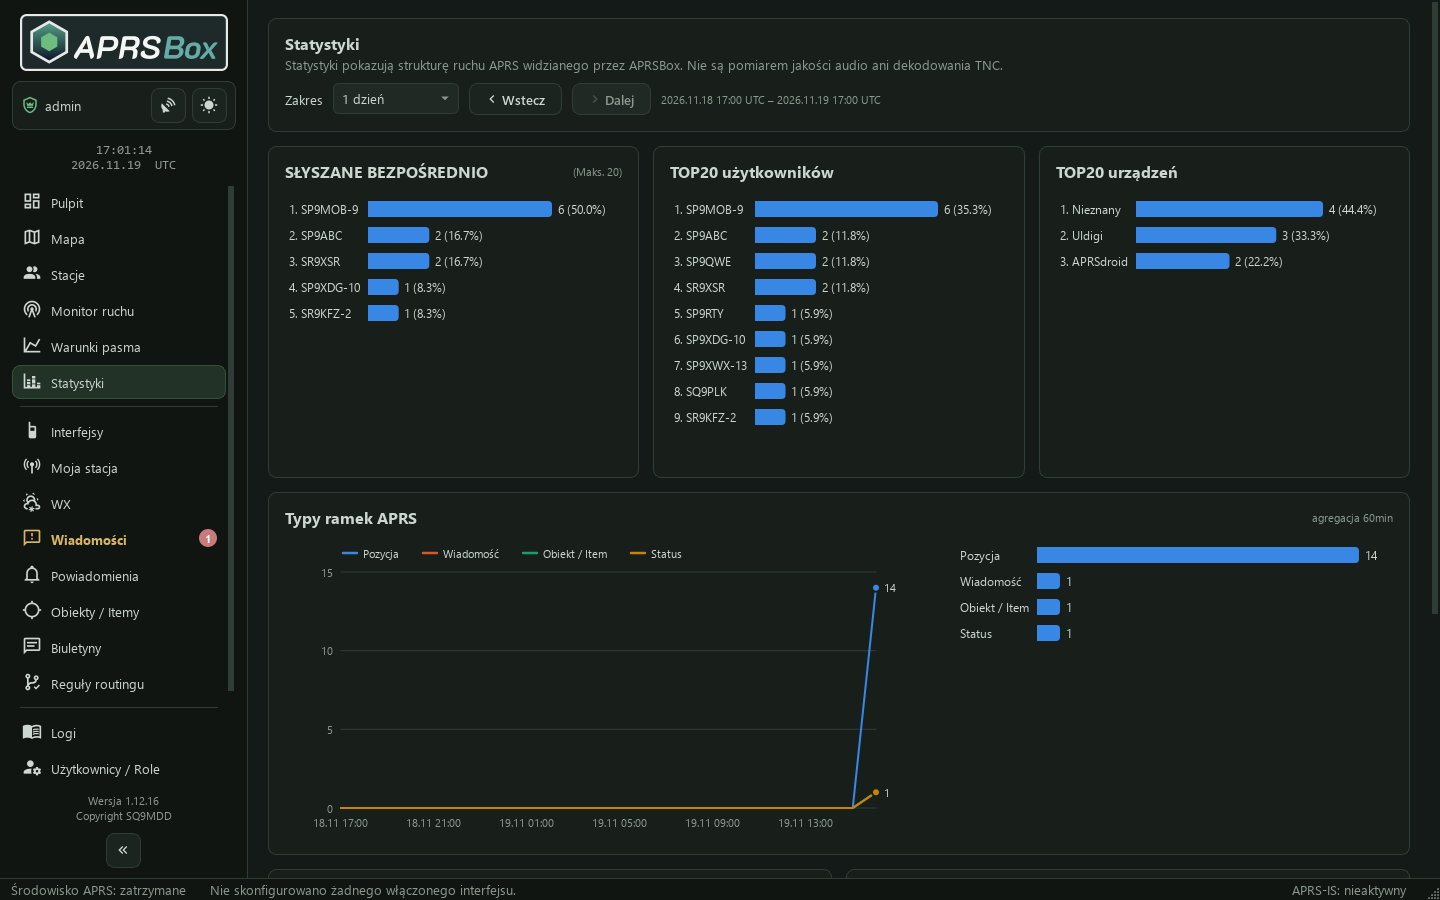 APRSBox
admin
17:01:14
2026.11.19 UTC
Pulpit
Mapa
Stacje
Monitor ruchu
Warunki pasma
Statystyki
Interfejsy
Moja stacja
WX
Wiadomości 1
Powiadomienia
Obiekty / Itemy
Biuletyny
Reguły routingu
Logi
Użytkownicy / Role
Wersja 1.12.16
Copyright SQ9MDD
Statystyki
Statystyki pokazują strukturę ruchu APRS widzianego przez APRSBox. Nie są pomiarem jakości audio ani dekodowania TNC.
Zakres 1 dzień Wstecz Dalej 2026.11.18 17:00 UTC – 2026.11.19 17:00 UTC
SŁYSZANE BEZPOŚREDNIO (Maks. 20)
1. SP9MOB-9 6 (50.0%)
2. SP9ABC 2 (16.7%)
3. SR9XSR 2 (16.7%)
4. SP9XDG-10 1 (8.3%)
5. SR9KFZ-2 1 (8.3%)
TOP20 użytkowników
1. SP9MOB-9 6 (35.3%)
2. SP9ABC 2 (11.8%)
3. SP9QWE 2 (11.8%)
4. SR9XSR 2 (11.8%)
5. SP9RTY 1 (5.9%)
6. SP9XDG-10 1 (5.9%)
7. SP9XWX-13 1 (5.9%)
8. SQ9PLK 1 (5.9%)
9. SR9KFZ-2 1 (5.9%)
TOP20 urządzeń
1. Nieznany 4 (44.4%)
2. UIdigi 3 (33.3%)
3. APRSdroid 2 (22.2%)
Typy ramek APRS agregacja 60min
Pozycja Wiadomość Obiekt / Item Status
15
10
5
0
14
1
18.11 17:00 18.11 21:00 19.11 01:00 19.11 05:00 19.11 09:00 19.11 13:00
Pozycja 14
Wiadomość 1
Obiekt / Item 1
Status 1
Środowisko APRS: zatrzymane Nie skonfigurowano żadnego włączonego interfejsu. APRS-IS: nieaktywny